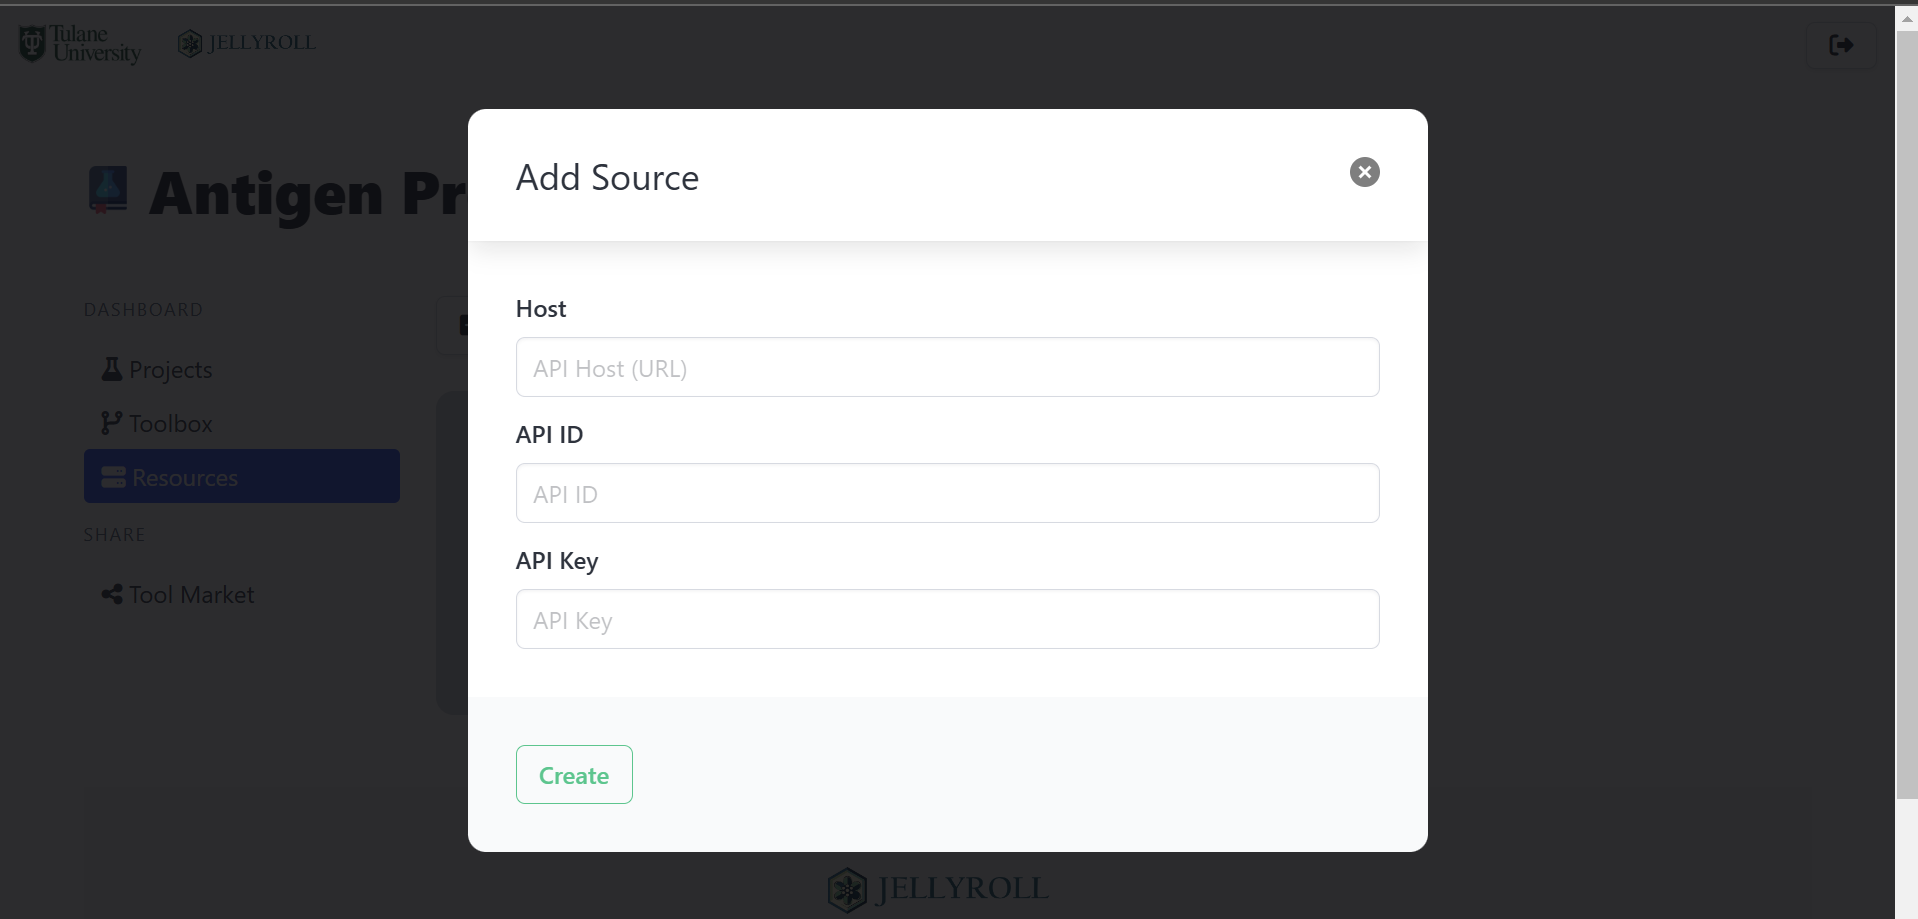 Tulane
University
JELLYROLL
Antigen Pr
DASHBOARD
Projects
Toolbox
Resources
SHARE
Tool Market
Add Source
Host
API Host (URL)
API ID
API ID
API Key
API Key
Create
JELLYROLL